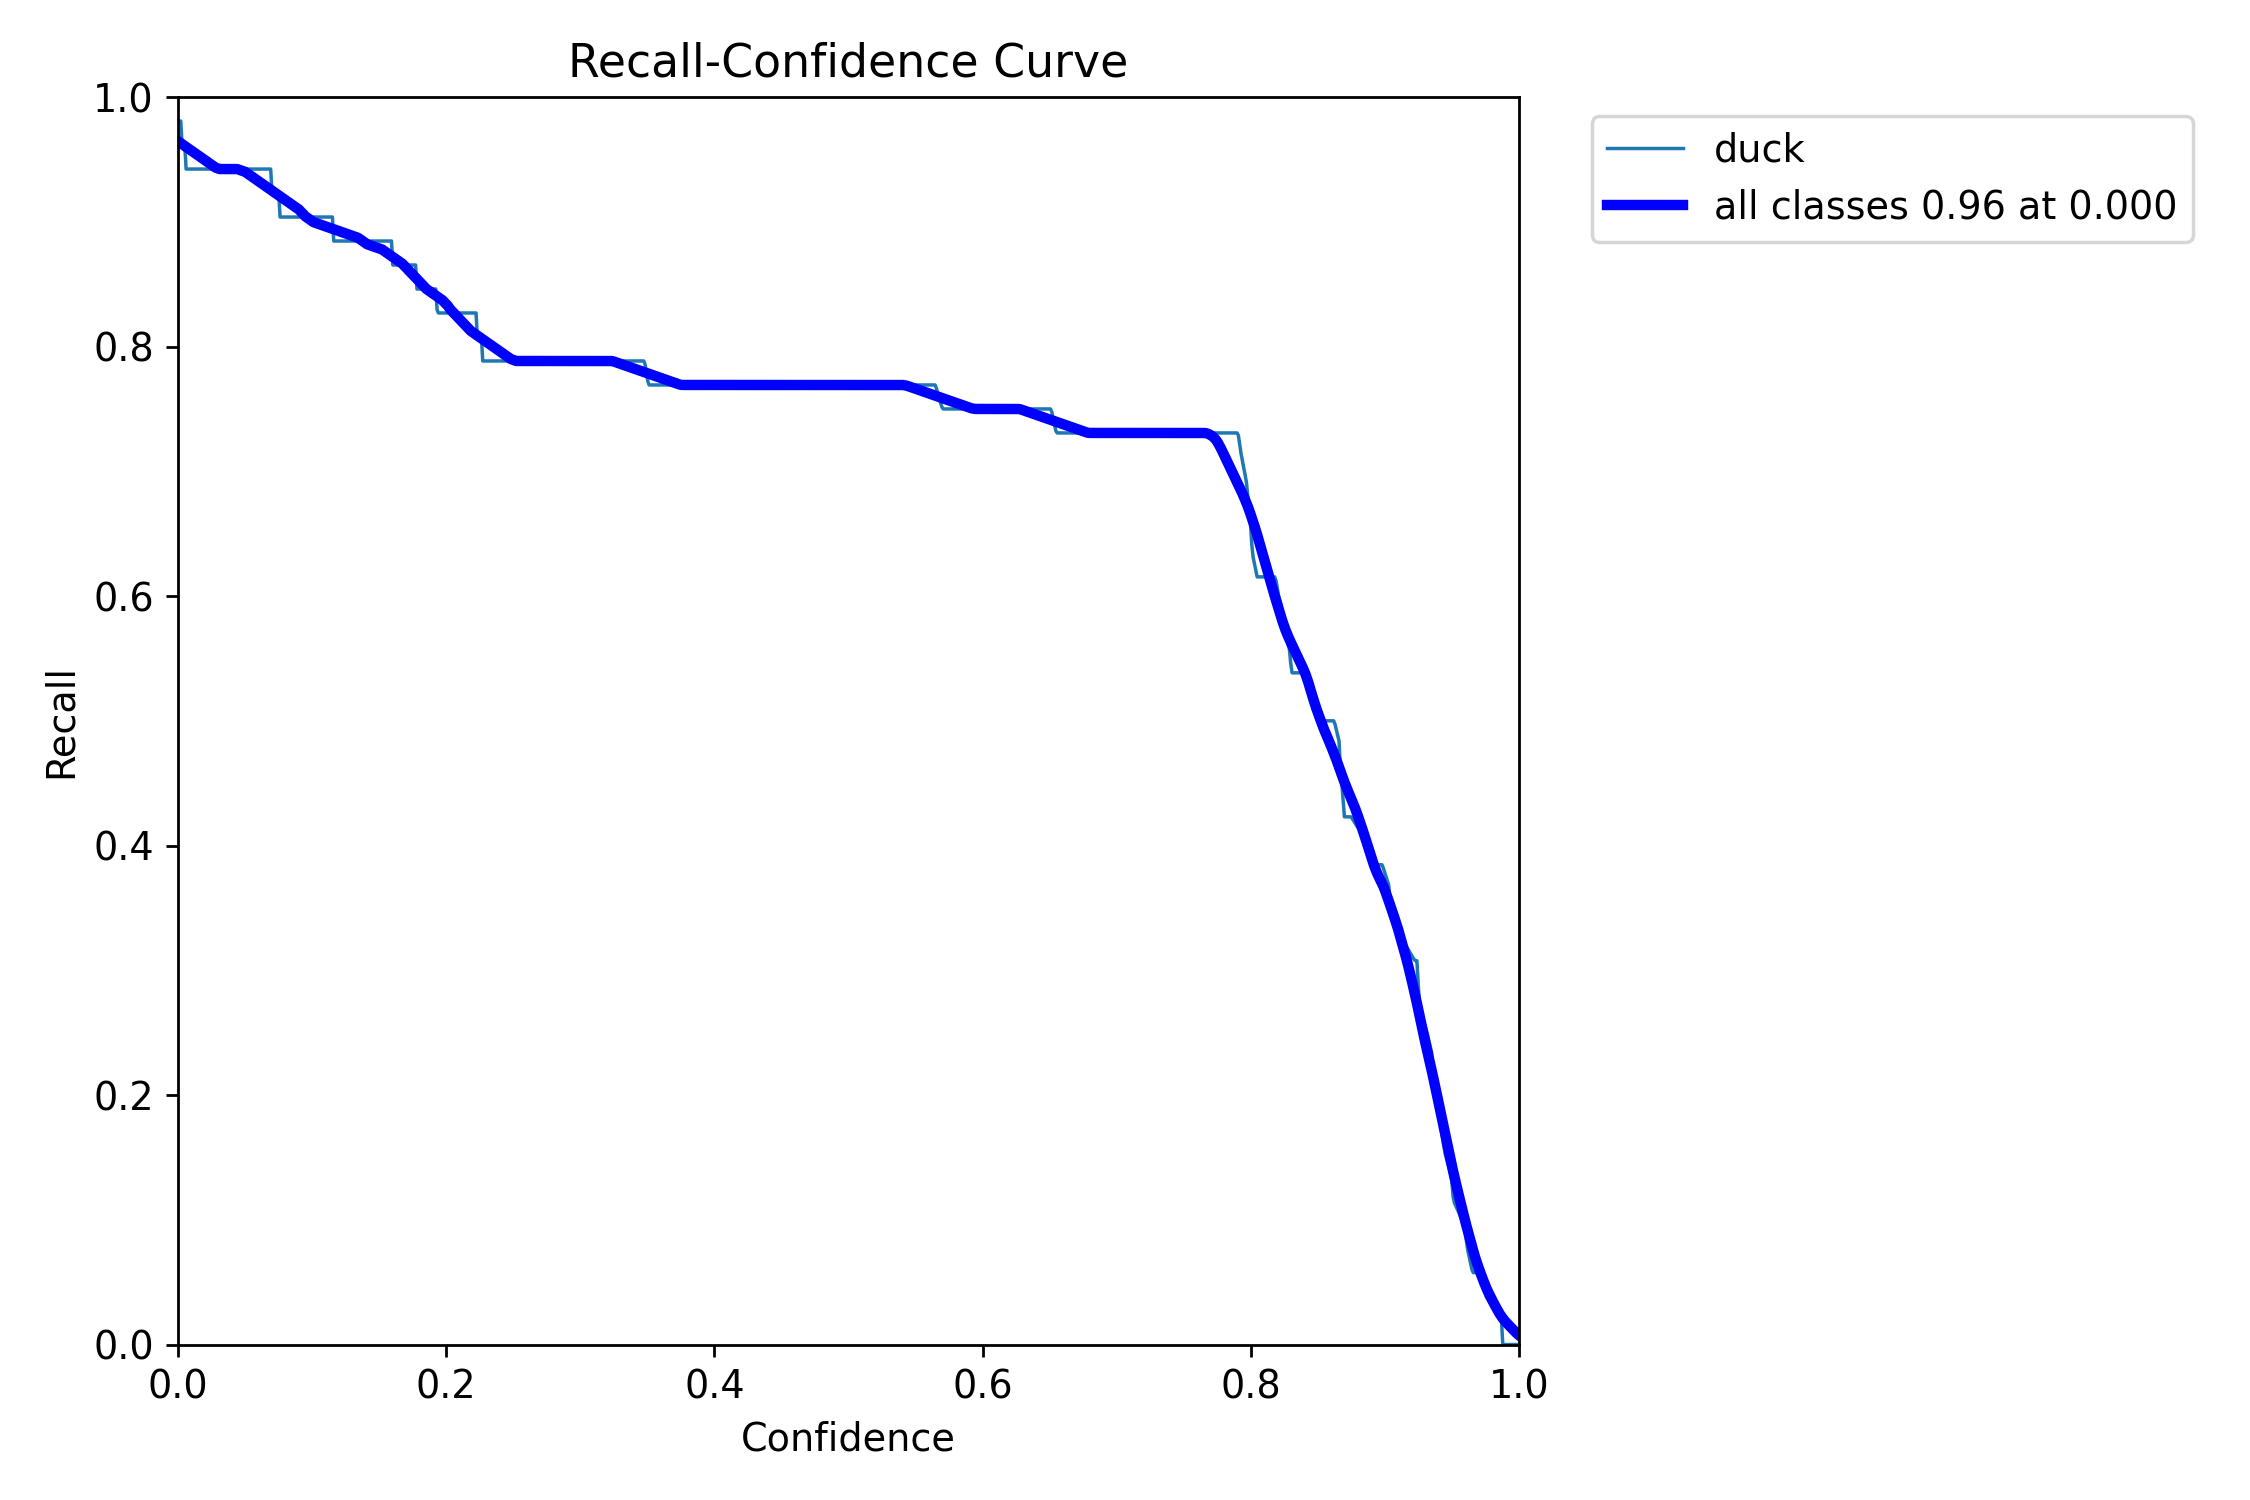 Recall-Confidence Curve
1.0
0.8
0.6
0.4
0.2
0.0
Recall
0.0 0.2 0.4 0.6 0.8 1.0
Confidence
duck
all classes 0.96 at 0.000